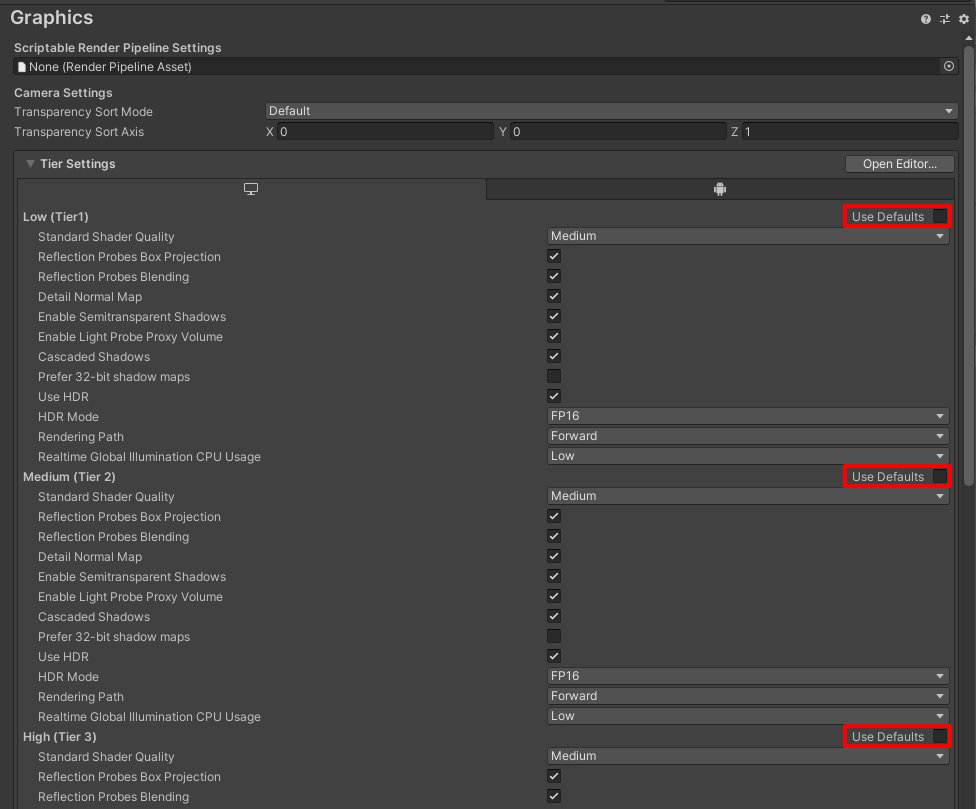 Graphics
Scriptable Render Pipeline Settings
None (Render Pipeline Asset)
Camera Settings
Transparency Sort Mode Default
Transparency Sort Axis X 0 Y 0 Z 1
Tier Settings Open Editor...
Low (Tier1) Use Defaults
Standard Shader Quality Medium
Reflection Probes Box Projection
Reflection Probes Blending
Detail Normal Map
Enable Semitransparent Shadows
Enable Light Probe Proxy Volume
Cascaded Shadows
Prefer 32-bit shadow maps
Use HDR
HDR Mode FP16
Rendering Path Forward
Realtime Global Illumination CPU Usage Low
Medium (Tier 2) Use Defaults
Standard Shader Quality Medium
Reflection Probes Box Projection
Reflection Probes Blending
Detail Normal Map
Enable Semitransparent Shadows
Enable Light Probe Proxy Volume
Cascaded Shadows
Prefer 32-bit shadow maps
Use HDR
HDR Mode FP16
Rendering Path Forward
Realtime Global Illumination CPU Usage Low
High (Tier 3) Use Defaults
Standard Shader Quality Medium
Reflection Probes Box Projection
Reflection Probes Blending